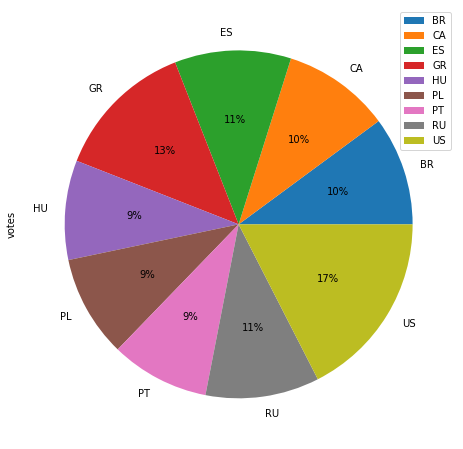 ES
BR
CA
ES
GR
HU
PL
PT
RU
US
CA
GR
11%
10%
13%
BR
10%
HU
9%
votes
9%
17%
9%
11%
PL
US
PT
RU